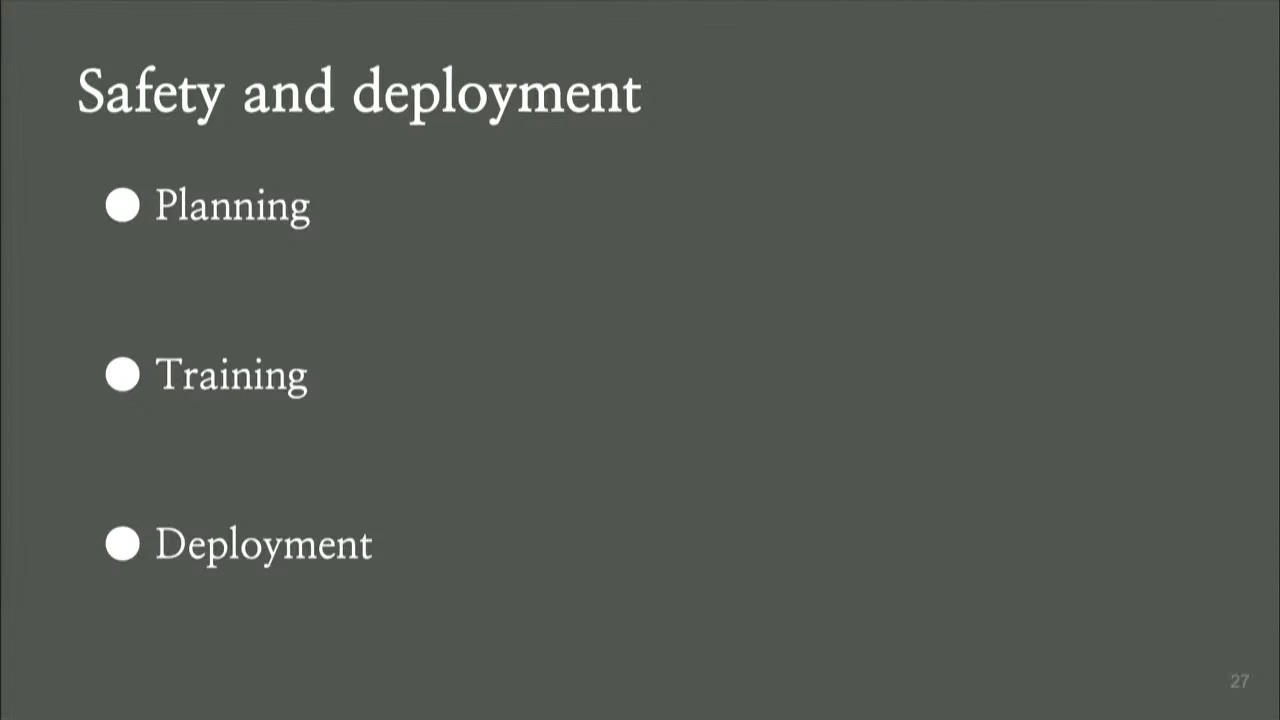 Safety and deployment
● Planning
● Training
● Deployment
27